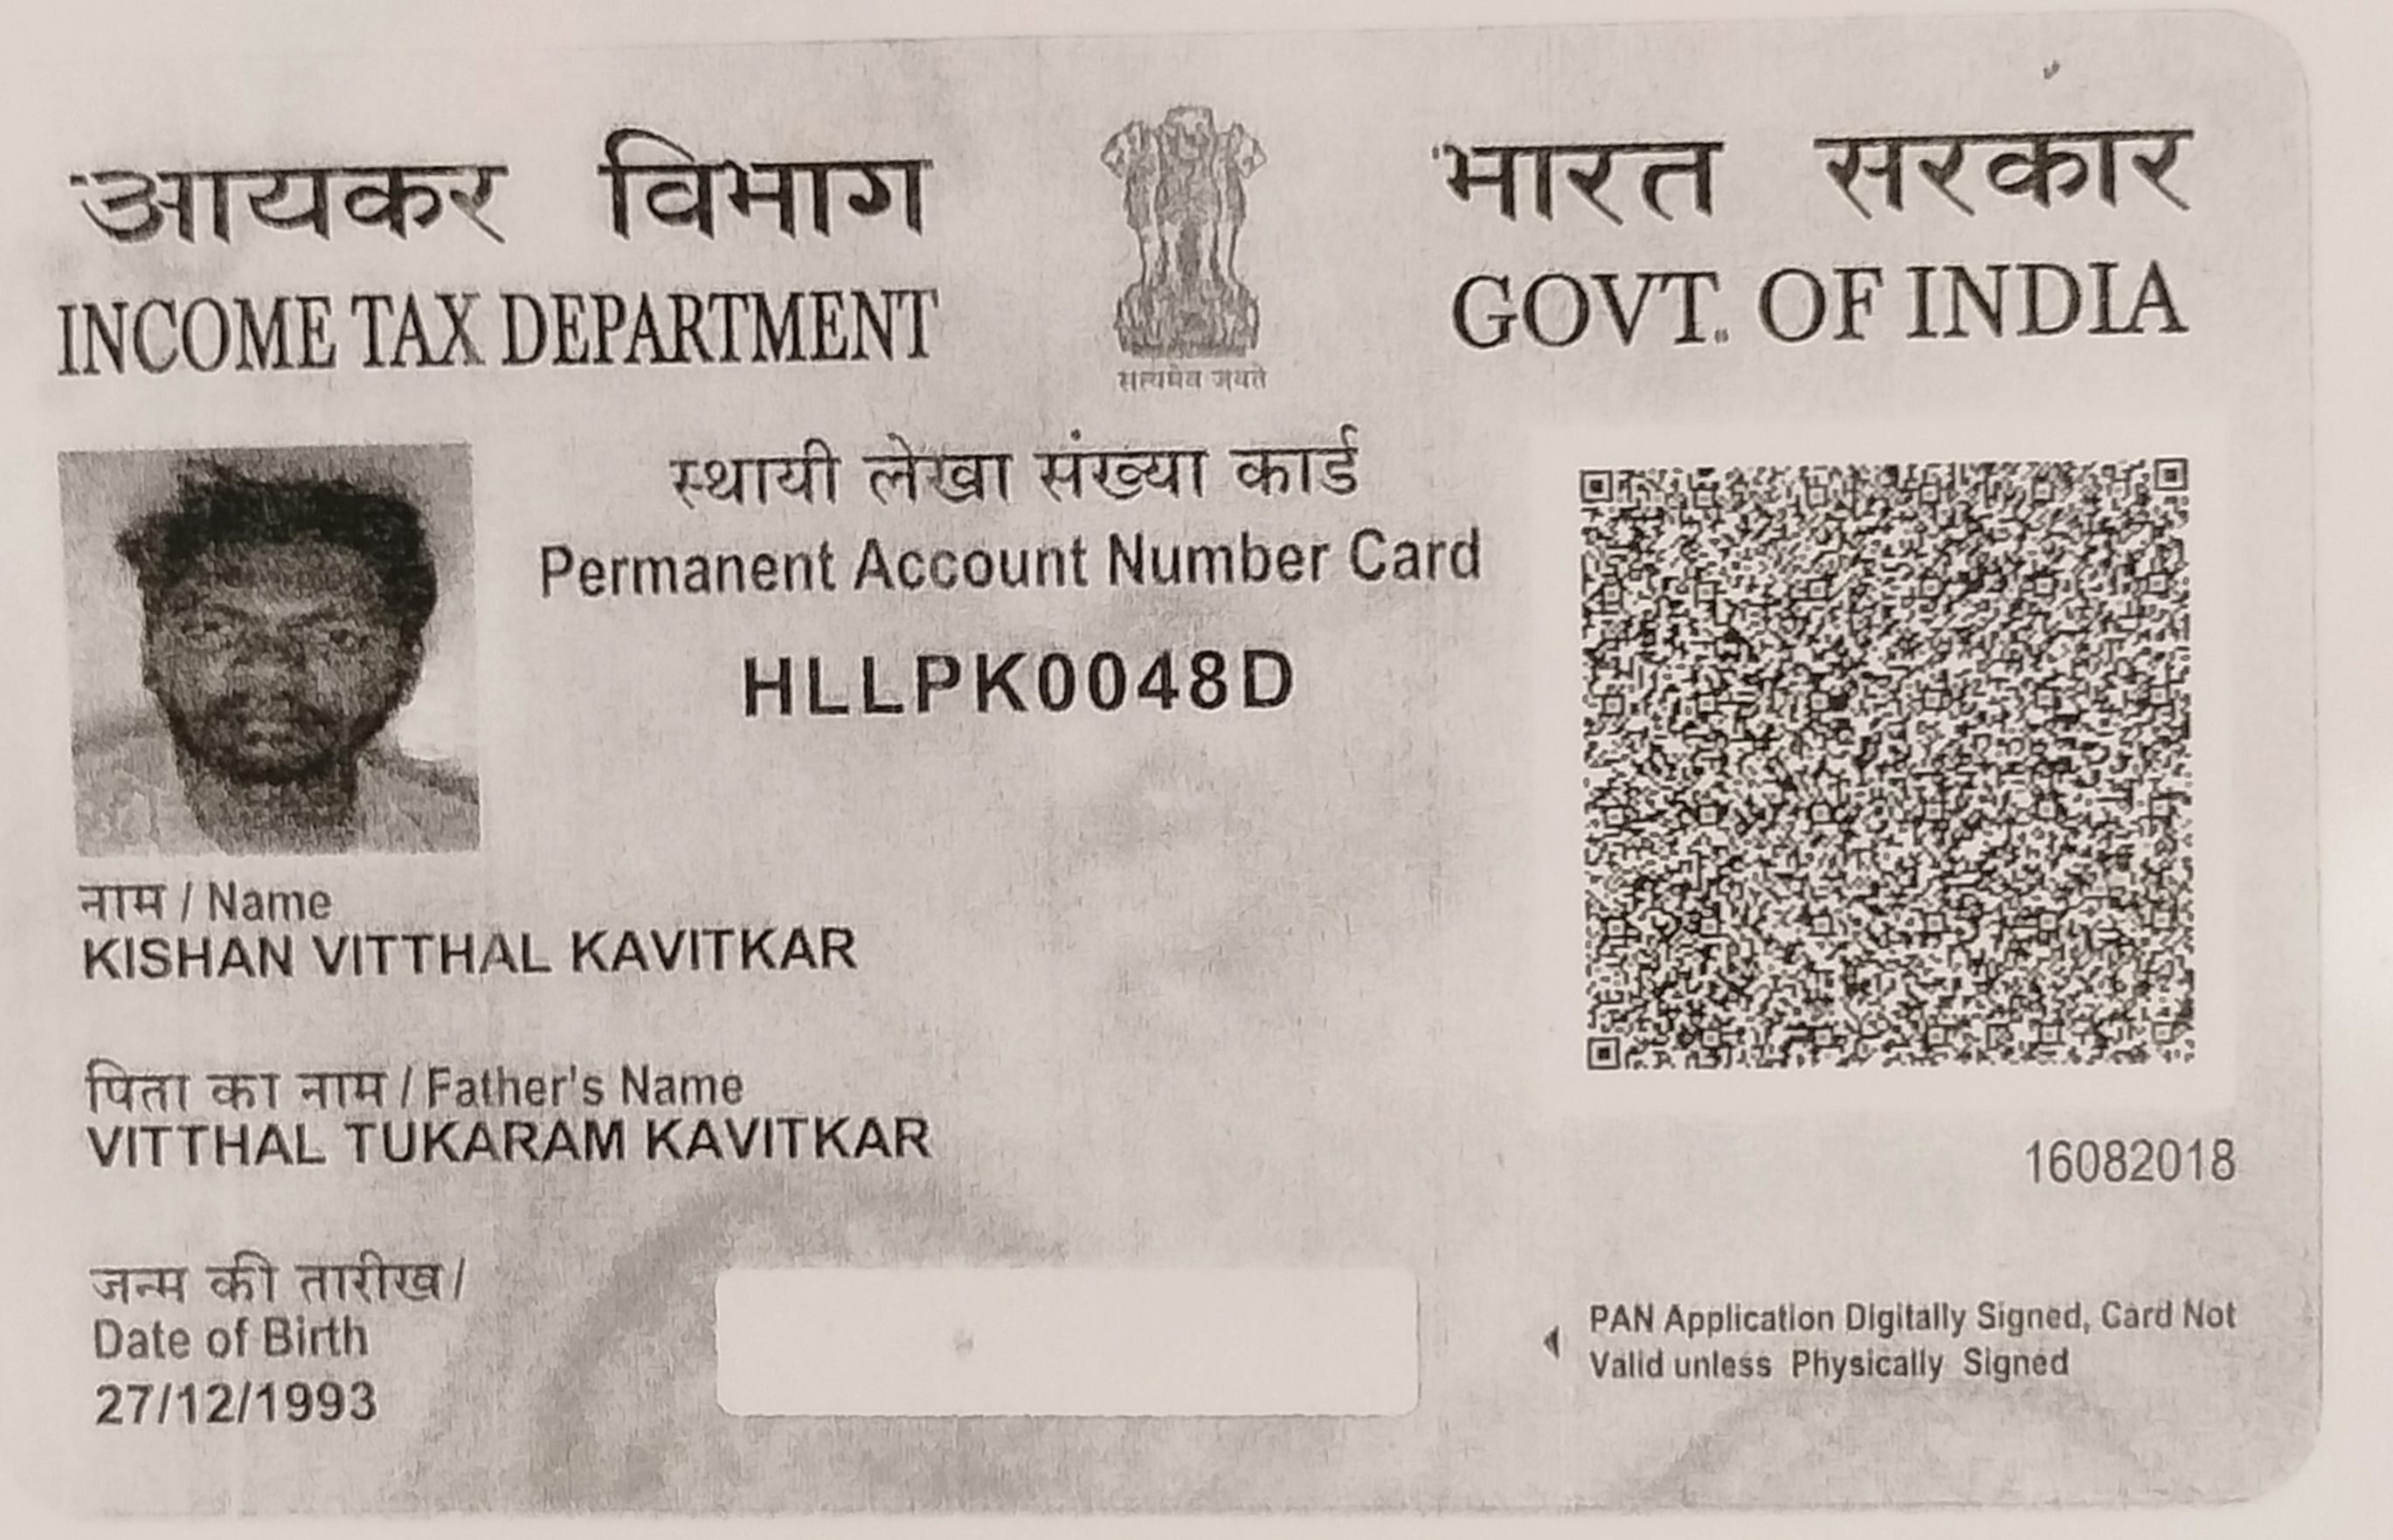 आयकर विभाग
INCOME TAX DEPARTMENT
सत्यमेव जयते
भारत सरकार
GOVT. OF INDIA
स्थायी लेखा संख्या कार्ड
Permanent Account Number Card
HLLPK0048D
नाम / Name
KISHAN VITTHAL KAVITKAR
पिता का नाम / Father's Name
VITTHAL TUKARAM KAVITKAR
16082018
जन्म की तारीख /
Date of Birth
27/12/1993
PAN Application Digitally Signed, Card Not
Valid unless Physically Signed